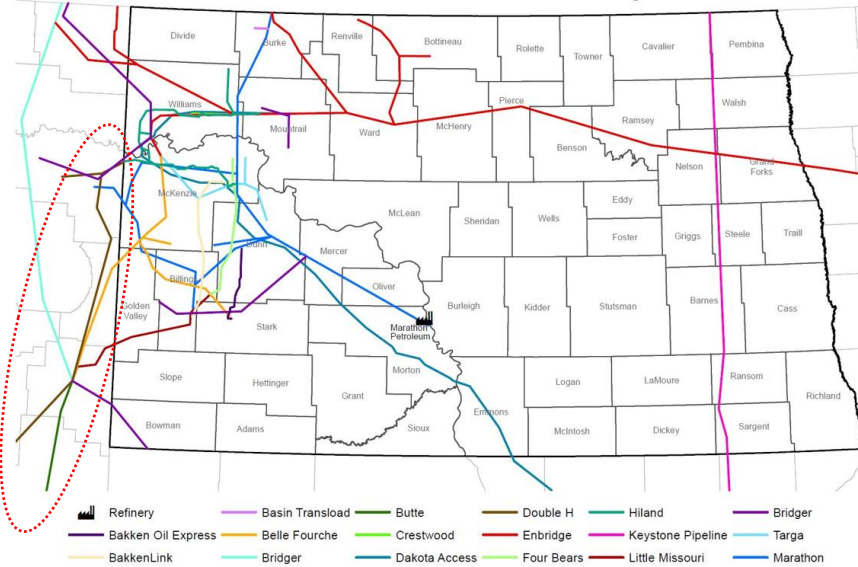 Divide
Burke
Renville
Bottineau
Rolette
Towner
Cavalier
Pembina
Williams
Mountrail
Ward
McHenry
Pierce
Ramsey
Walsh
Benson
Nelson
Grand
Forks
McKenzie
McLean
Sheridan
Wells
Eddy
Foster
Griggs
Steele
Traill
Dunn
Mercer
Oliver
Billings
Golden
Valley
Stark
Burleigh
Kidder
Stutsman
Barnes
Cass
Marathon
Petroleum
Morton
Slope
Hettinger
Grant
Logan
LaMoure
Ransom
Richland
Bowman
Adams
Sioux
Emmons
McIntosh
Dickey
Sargent
Refinery Basin Transload Butte Double H Hiland Bridger
Bakken Oil Express Belle Fourche Crestwood Enbridge Keystone Pipeline Targa
BakkenLink Bridger Dakota Access Four Bears Little Missouri Marathon